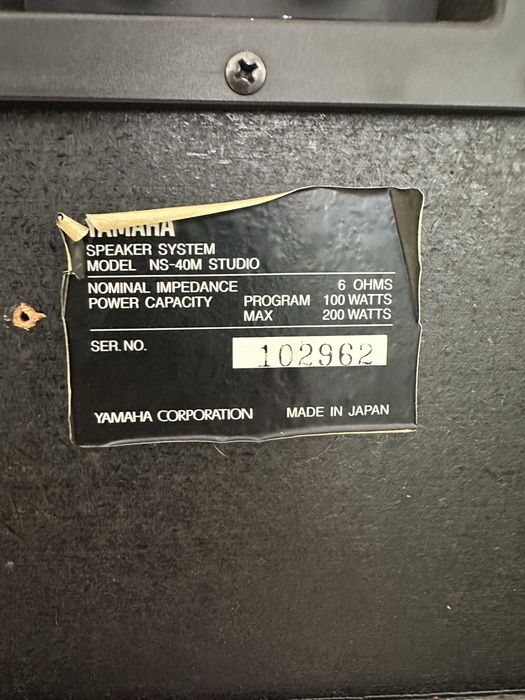 YAMAHA
SPEAKER SYSTEM
MODEL NS-40M STUDIO
NOMINAL IMPEDANCE 6 OHMS
POWER CAPACITY PROGRAM 100 WATTS
MAX 200 WATTS
SER. NO. 102962
YAMAHA CORPORATION MADE IN JAPAN